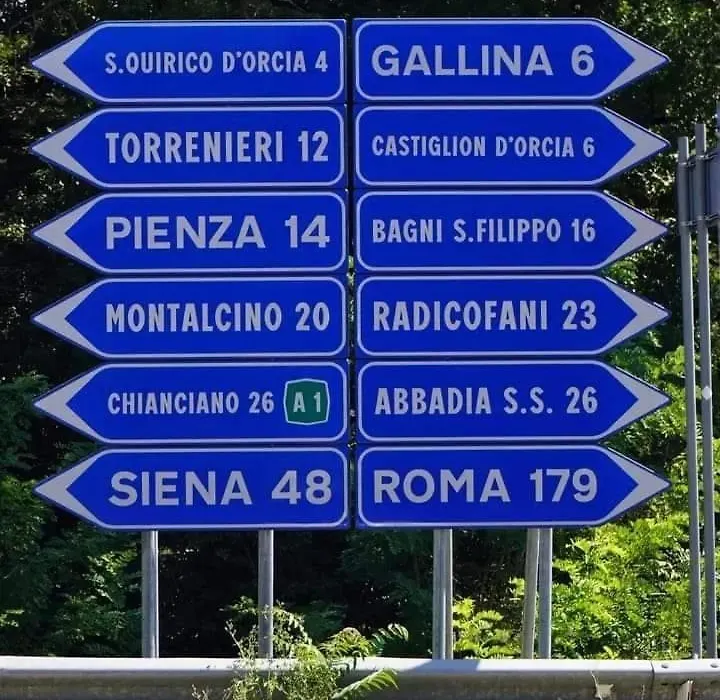 S.QUIRICO D'ORCIA 4
TORRENIERI 12
PIENZA 14
MONTALCINO 20
CHIANCIANO 26 A 1
SIENA 48
GALLINA 6
CASTIGLION D'ORCIA 6
BAGNI S.FILIPPO 16
RADICOFANI 23
ABBADIA S.S. 26
ROMA 179